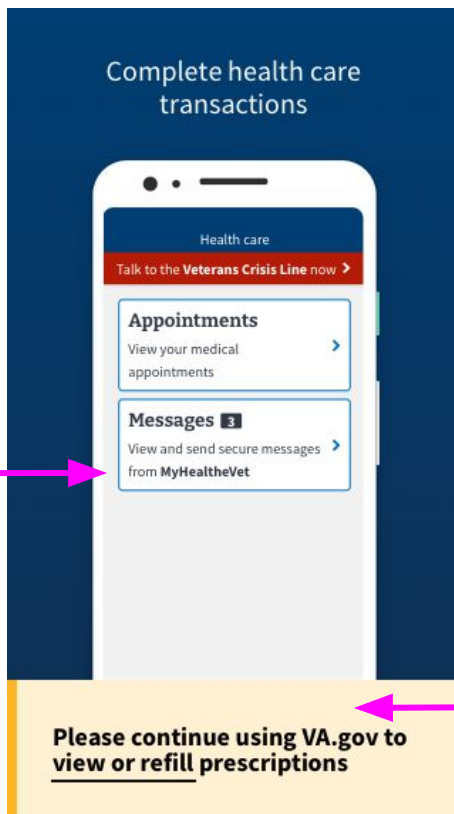 Complete health care
transactions
Health care
Talk to the Veterans Crisis Line now
Appointments
View your medical
appointments
Messages 3
View and send secure messages
from MyHealtheVet
Please continue using VA.gov to
view or refill prescriptions